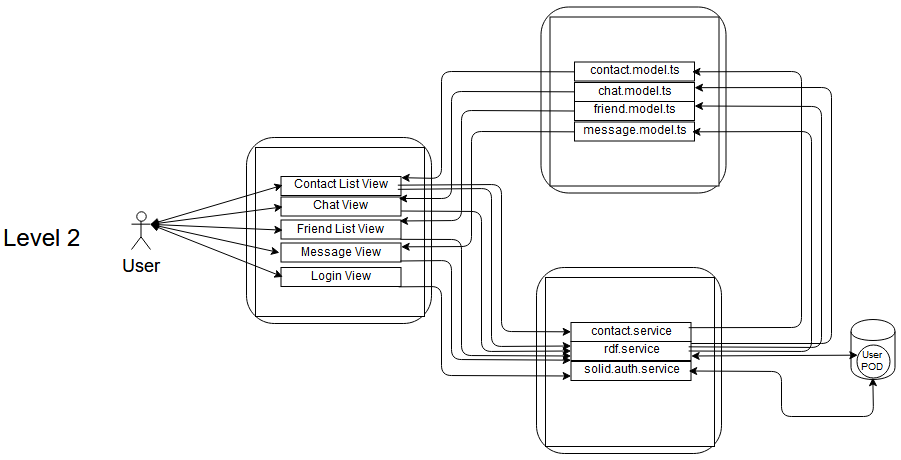 Level 2
User
Contact List View
Chat View
Friend List View
Message View
Login View
contact.model.ts
chat.model.ts
friend.model.ts
message.model.ts
contact.service
rdf.service
solid.auth.service
User
POD